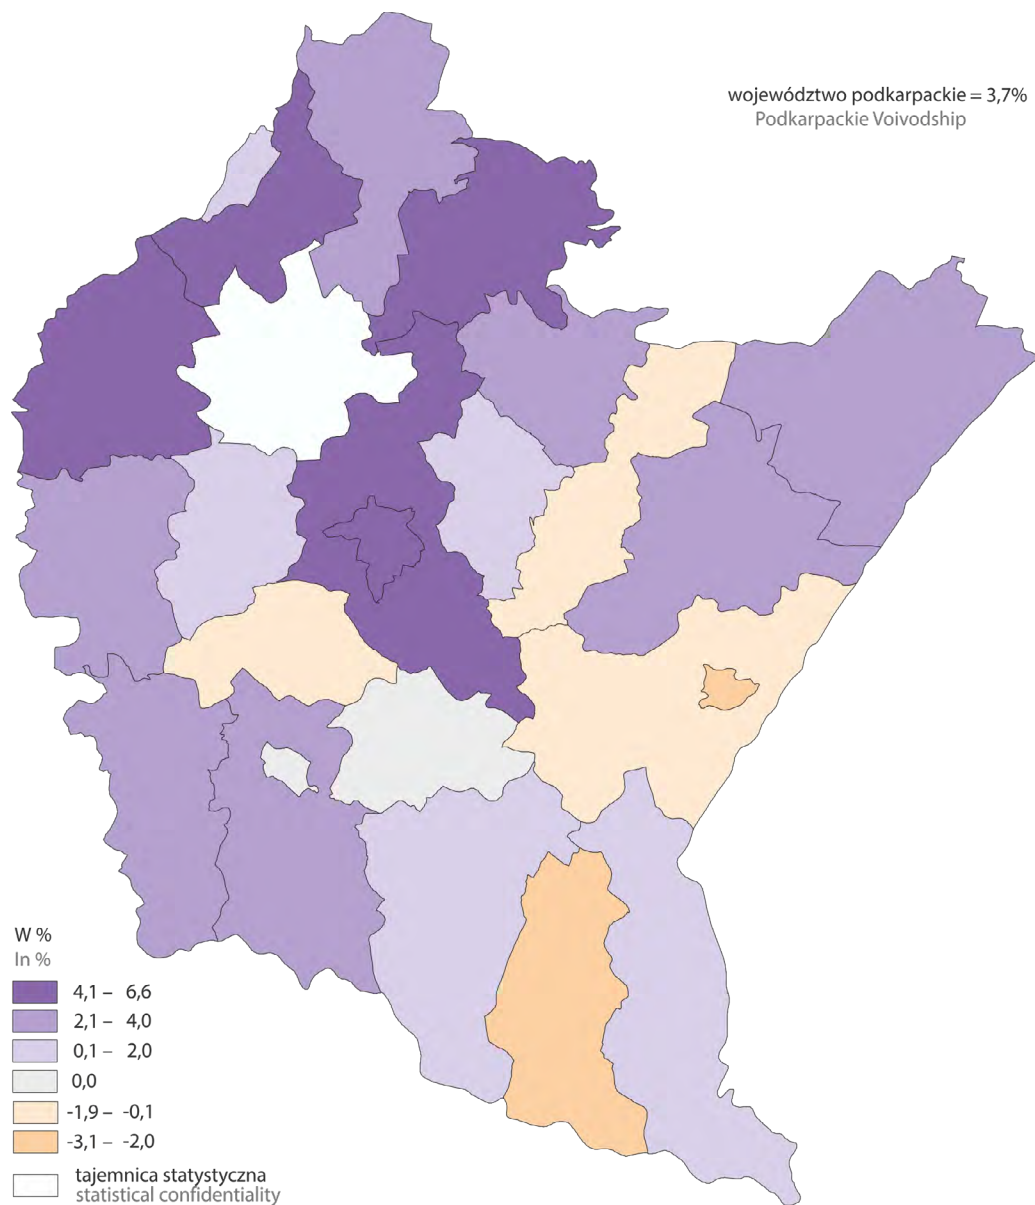 województwo podkarpackie = 3,7%
Podkarpackie Voivodship
W %
In %
4,1 – 6,6
2,1 – 4,0
0,1 – 2,0
0,0
-1,9 – -0,1
-3,1 – -2,0
tajemnica statystyczna
statistical confidentiality